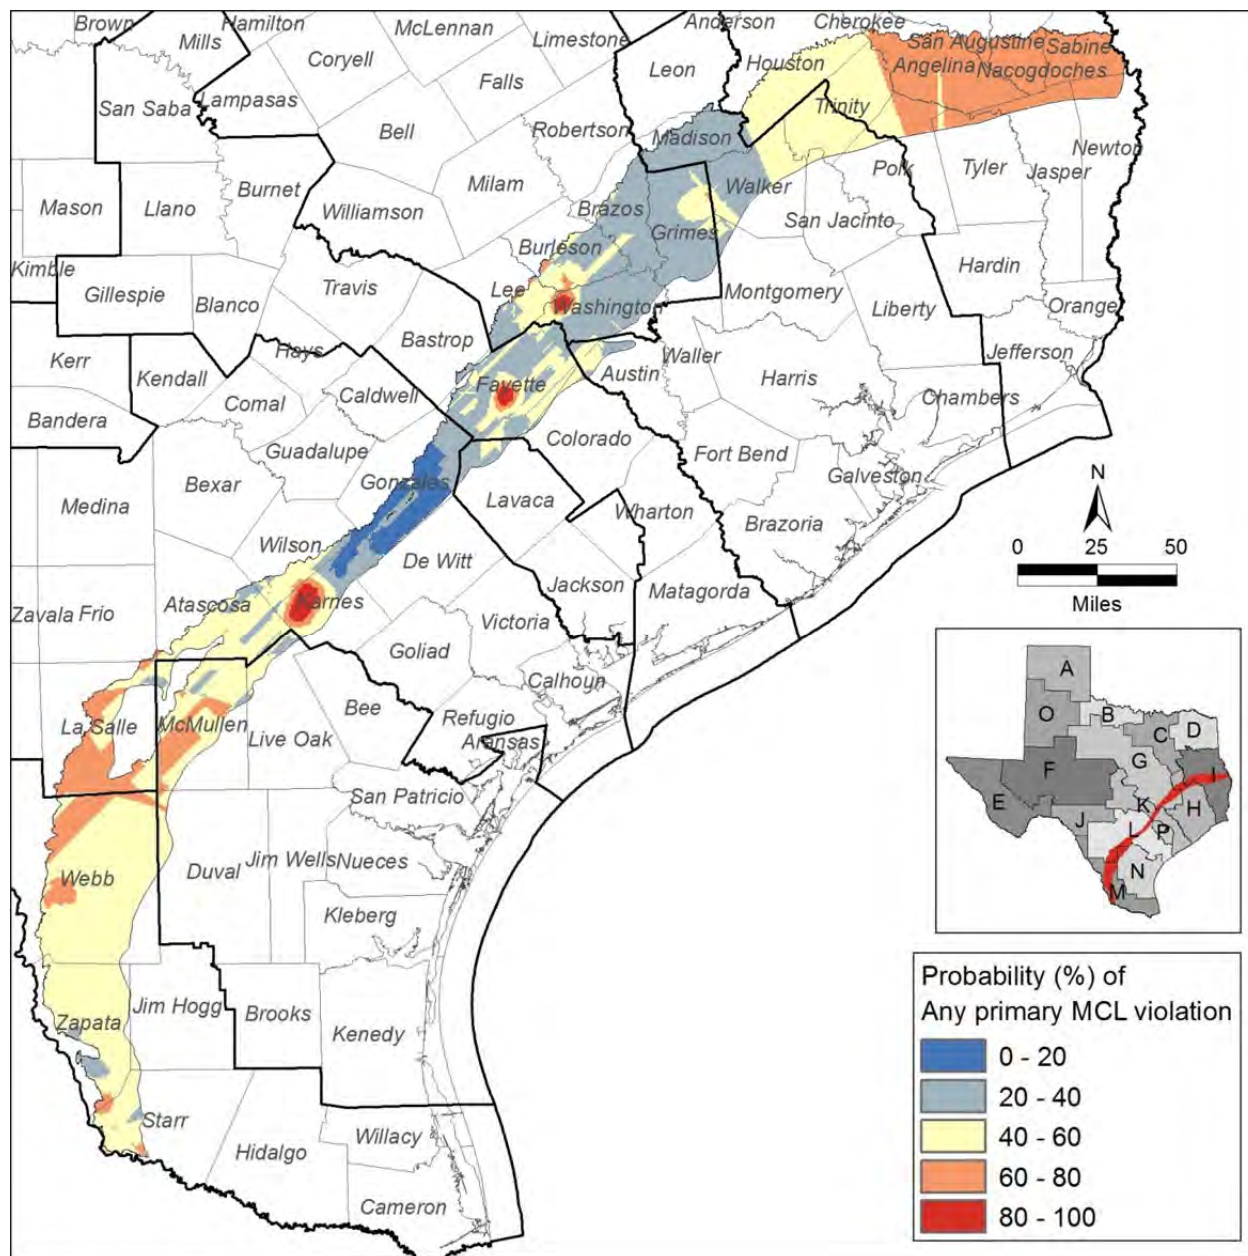 Brown
Hamilton
McLennan
Anderson
Cherokee
Mills
Limestone
Coryell
Leon
Houston
San Augustine
Sabine
Angelina
Nacogdoches
Falls
San Saba
Lampasas
Trinity
Bell
Robertson
Madison
Newton
Milam
Polk
Tyler
Jasper
Mason
Llano
Burnet
Williamson
Walker
Brazos
San Jacinto
Grimes
Burleson
Kimble
Hardin
Gillespie
Blanco
Travis
Lee
Montgomery
Washington
Liberty
Orange
Bastrop
Kerr
Hays
Waller
Jefferson
Kendall
Fayette
Austin
Harris
Comal
Caldwell
Chambers
Bandera
Colorado
Guadalupe
Fort Bend
Bexar
Gonzales
Galveston
N
Medina
Lavaca
Wharton
Brazoria
Wilson
0 25 50
De Witt
Miles
Jackson
Matagorda
Zavala
Frio
Atascosa
Karnes
Victoria
Goliad
Calhoun
A
La Salle
McMullen
Bee
Refugio
O
B
D
Live Oak
Aransas
C
G
F
I
San Patricio
E
K
H
J
L
P
Duval
Jim Wells
Nueces
N
Webb
M
Kleberg
Probability (%) of
Any primary MCL violation
Jim Hogg
Brooks
Zapata
Kenedy
0 - 20
20 - 40
Starr
Willacy
40 - 60
Hidalgo
60 - 80
Cameron
80 - 100